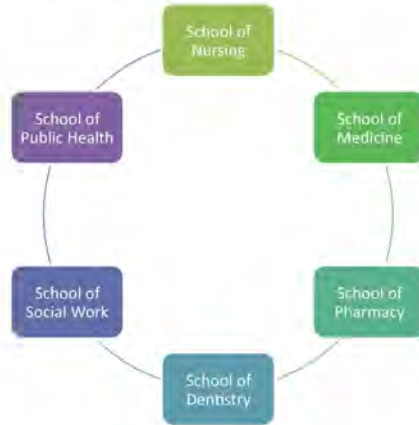 School of
Nursing
School of
Medicine
School of
Pharmacy
School of
Dentistry
School of
Social Work
School of
Public Health